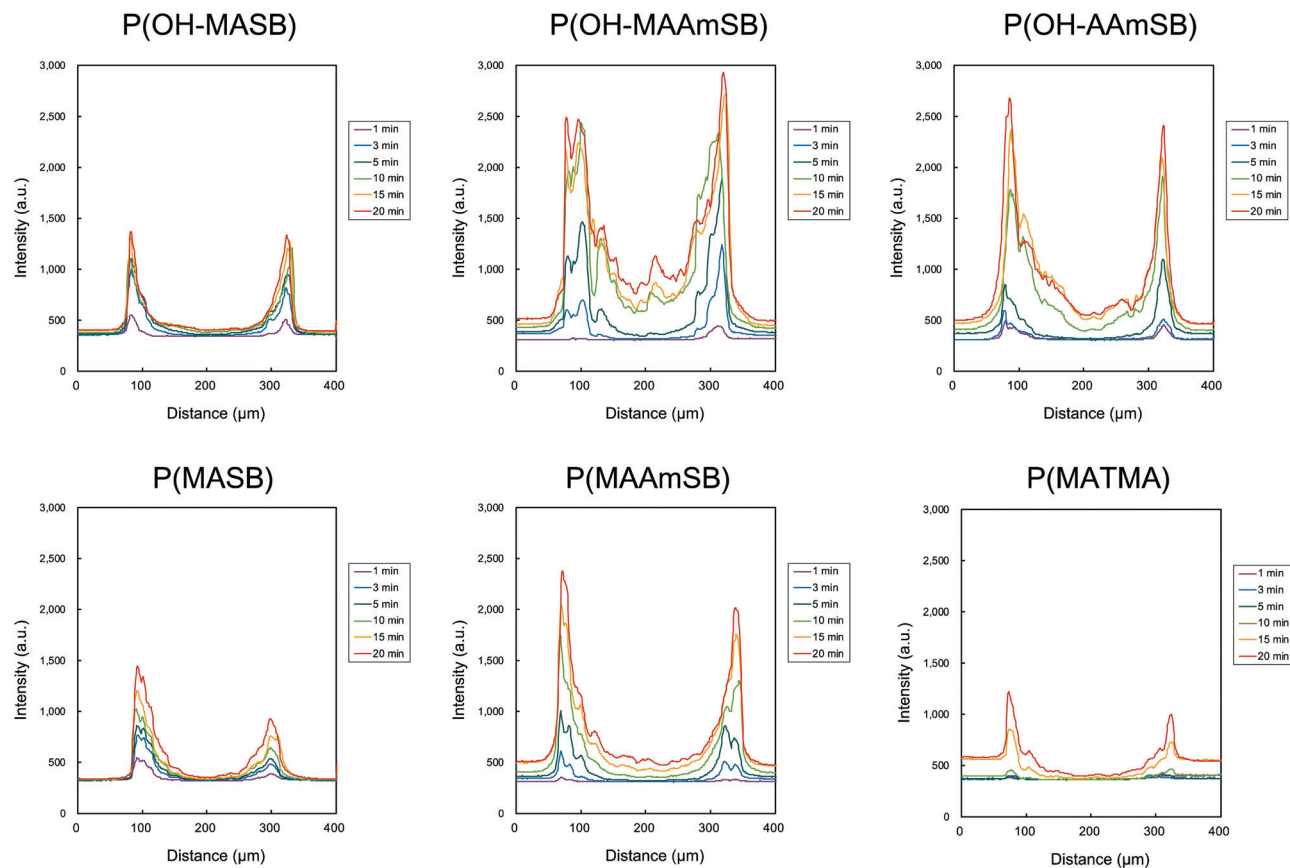 P(OH-MASB)
3,000
2,500
2,000
1,500
1,000
500
0
0 100 200 300 400
Intensity (a.u.)
Distance (μm)
1 min
3 min
5 min
10 min
15 min
20 min
P(OH-MAAmSB)
3,000
2,500
2,000
1,500
1,000
500
0
0 100 200 300 400
Intensity (a.u.)
Distance (μm)
1 min
3 min
5 min
10 min
15 min
20 min
P(OH-AAmSB)
3,000
2,500
2,000
1,500
1,000
500
0
0 100 200 300 400
Intensity (a.u.)
Distance (μm)
1 min
3 min
5 min
10 min
15 min
20 min
P(MASB)
3,000
2,500
2,000
1,500
1,000
500
0
0 100 200 300 400
Intensity (a.u.)
Distance (μm)
1 min
3 min
5 min
10 min
15 min
20 min
P(MAAmSB)
3,000
2,500
2,000
1,500
1,000
500
0
0 100 200 300 400
Intensity (a.u.)
Distance (μm)
1 min
3 min
5 min
10 min
15 min
20 min
P(MATMA)
3,000
2,500
2,000
1,500
1,000
500
0
0 100 200 300 400
Intensity (a.u.)
Distance (μm)
1 min
3 min
5 min
10 min
15 min
20 min